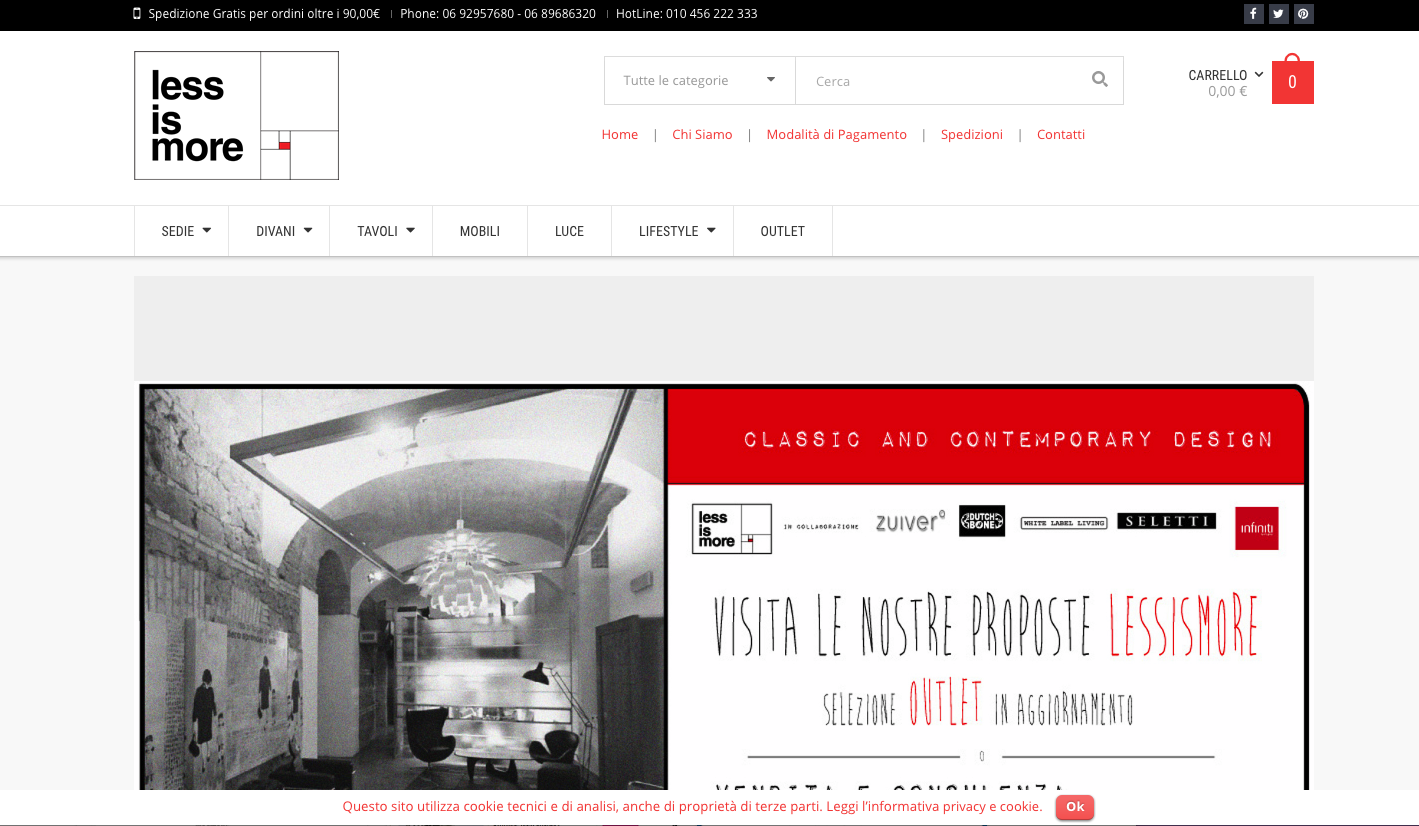 Spedizione Gratis per ordini oltre i 90,00€ | Phone: 06 92957680 - 06 89686320 | HotLine: 010 456 222 333
less
is
more
Tutte le categorie
Cerca
CARRELLO
0,00 €
0
Home | Chi Siamo | Modalità di Pagamento | Spedizioni | Contatti
SEDIE DIVANI TAVOLI MOBILI LUCE LIFESTYLE OUTLET
CLASSIC AND CONTEMPORARY DESIGN
less
is
more
IN COLLABORAZIONE
zuiver
DUTCH
BONE
WHITE LABEL LIVING
SELETTI
infiniti
VISITA LE NOSTRE PROPOSTE LESSISMORE
SELEZIONE OUTLET IN AGGIORNAMENTO
VENDITA E CONSULENZA
Questo sito utilizza cookie tecnici e di analisi, anche di proprietà di terze parti. Leggi l'informativa privacy e cookie. Ok